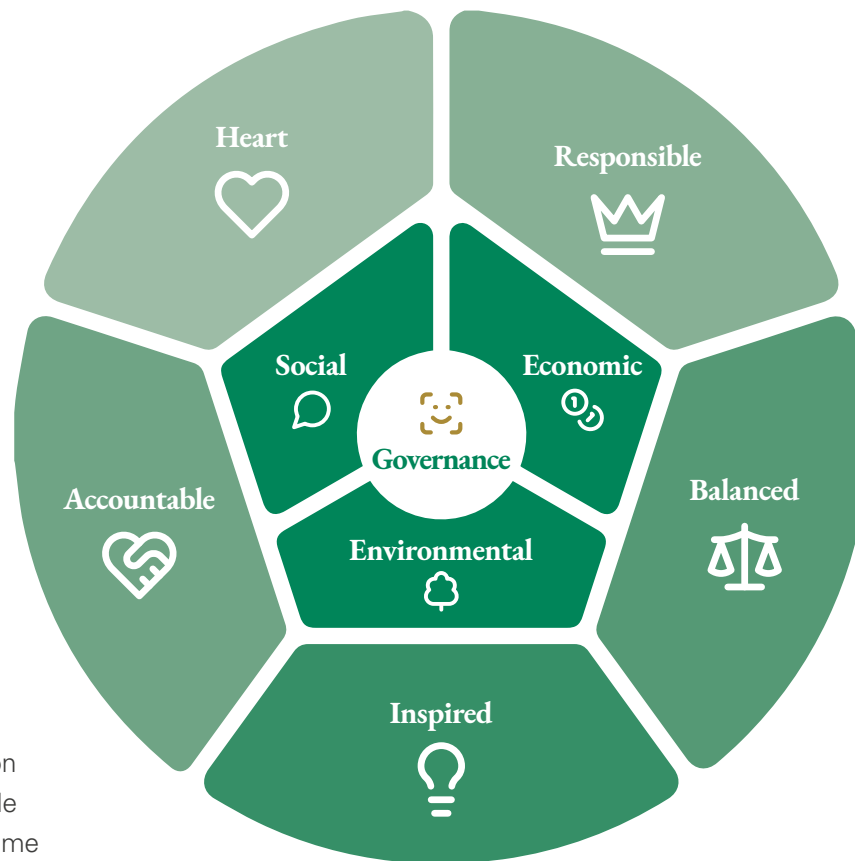 Heart
Responsible
Social
Economic
Governance
Accountable
Balanced
Environmental
Inspired